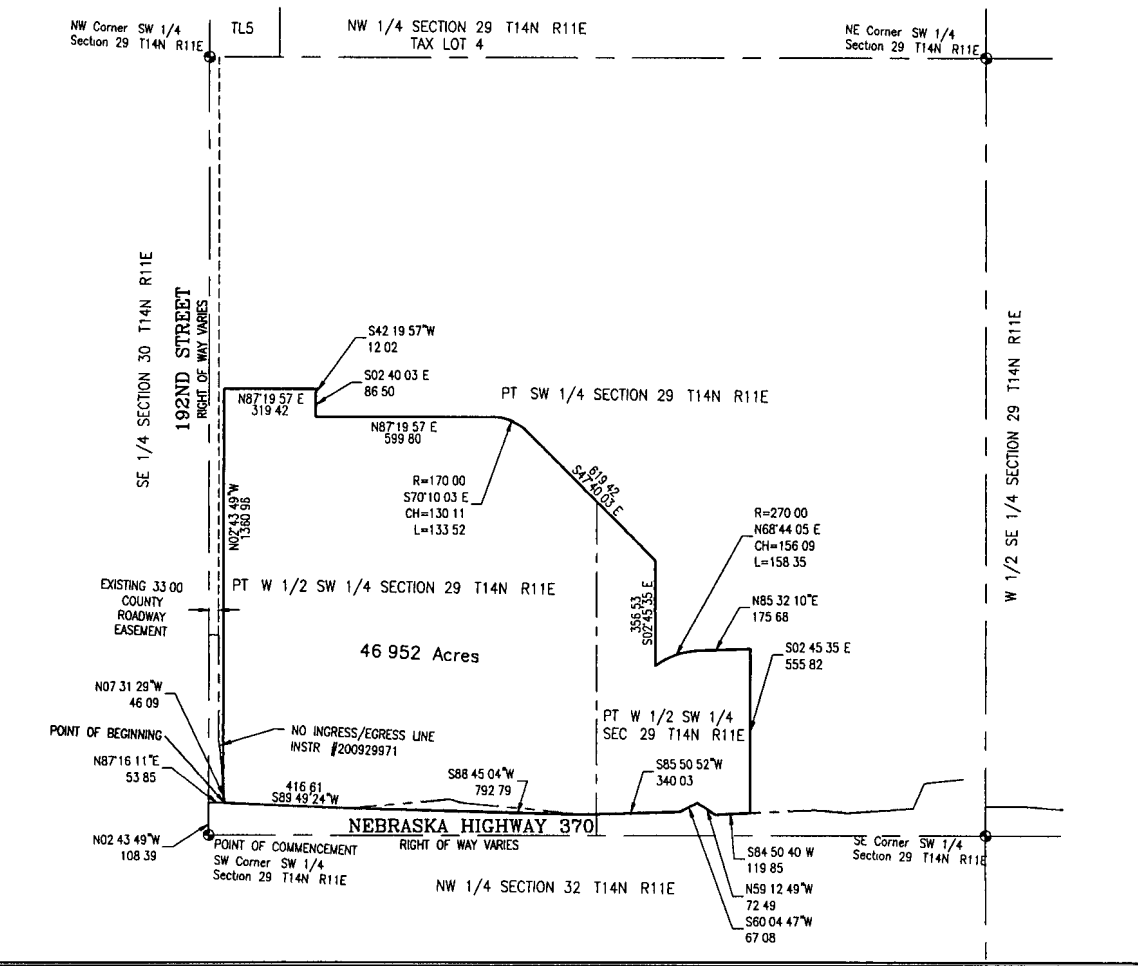 NW Corner SW 1/4
Section 29 T14N R11E
TL5
NW 1/4 SECTION 29 T14N R11E
TAX LOT 4
NE Corner SW 1/4
Section 29 T14N R11E
SE 1/4 SECTION 30 T14N R11E
192ND STREET
RIGHT OF WAY VARIES
W 1/2 SE 1/4 SECTION 29 T14N R11E
S42 19 57"W
12 02
S02 40 03 E
86 50
N87°19 57 E
319 42
PT SW 1/4 SECTION 29 T14N R11E
N87°19 57 E
599 80
R=170 00
S70°10 03 E
CH=130 11
L=133 52
619 42
S47°40 03 E
R=270 00
N68°44 05 E
CH=156 09
L=158 35
N02°43 49"W
1360 96
EXISTING 33 00
COUNTY
ROADWAY
EASEMENT
PT W 1/2 SW 1/4 SECTION 29 T14N R11E
356 53
S02°45 35 E
N85 32 10"E
175 68
S02 45 35 E
555 82
46 952 Acres
N07 31 29"W
46 09
POINT OF BEGINNING
NO INGRESS/EGRESS LINE
INSTR #200929971
PT W 1/2 SW 1/4
SEC 29 T14N R11E
N87°16 11"E
53 85
416 61
S89 49'24"W
S88 45 04"W
792 79
S85 50 52"W
340 03
NEBRASKA HIGHWAY 370
RIGHT OF WAY VARIES
N02 43 49"W
108 39
POINT OF COMMENCEMENT
SW Corner SW 1/4
Section 29 T14N R11E
SE Corner SW 1/4
Section 29 T14N R11E
S84 50 40 W
119 85
NW 1/4 SECTION 32 T14N R11E
N59 12 49"W
72 49
S60 04 47"W
67 08